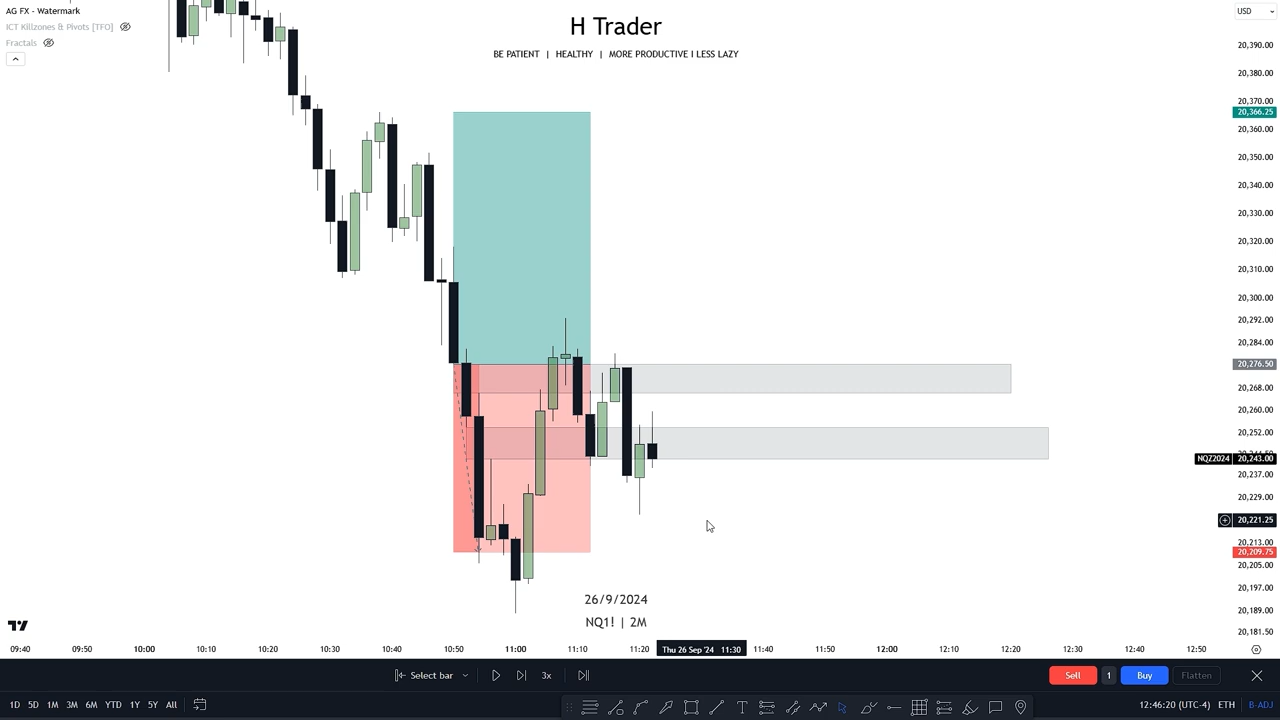 AG FX - Watermark
ICT Killzones & Pivots [TFO]
Fractals
H Trader
BE PATIENT | HEALTHY | MORE PRODUCTIVE I LESS LAZY
USD
20,390.00
20,380.00
20,370.00
20,366.25
20,360.00
20,350.00
20,340.00
20,330.00
20,320.00
20,310.00
20,300.00
20,292.00
20,284.00
20,276.50
20,268.00
20,260.00
20,252.00
NQZ2024 20,243.00
20,237.00
20,229.00
20,221.25
20,213.00
20,209.75
20,205.00
20,197.00
20,189.00
20,181.50
26/9/2024
NQ1! | 2M
09:40 09:50 10:00 10:10 10:20 10:30 10:40 10:50 11:00 11:10 11:20 Thu 26 Sep '24 11:30 11:40 11:50 12:00 12:10 12:20 12:30 12:40 12:50
Select bar 3x Sell 1 Buy Flatten
1D 5D 1M 3M 6M YTD 1Y 5Y All 12:46:20 (UTC-4) ETH B-ADJ